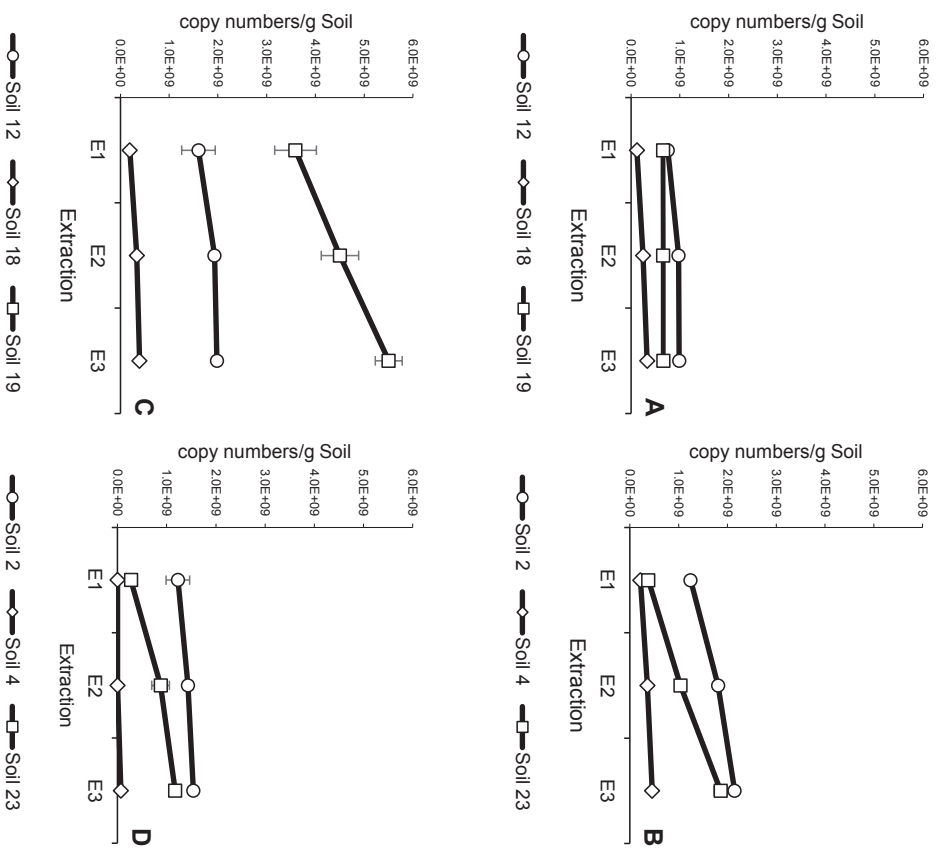 A
copy numbers/g Soil
6.0E+09
5.0E+09
4.0E+09
3.0E+09
2.0E+09
1.0E+09
0.0E+00
E1 E2 E3
Extraction
Soil 12 Soil 18 Soil 19
B
copy numbers/g Soil
6.0E+09
5.0E+09
4.0E+09
3.0E+09
2.0E+09
1.0E+09
0.0E+00
E1 E2 E3
Extraction
Soil 2 Soil 4 Soil 23
C
copy numbers/g Soil
6.0E+09
5.0E+09
4.0E+09
3.0E+09
2.0E+09
1.0E+09
0.0E+00
E1 E2 E3
Extraction
Soil 12 Soil 18 Soil 19
D
copy numbers/g Soil
6.0E+09
5.0E+09
4.0E+09
3.0E+09
2.0E+09
1.0E+09
0.0E+00
E1 E2 E3
Extraction
Soil 2 Soil 4 Soil 23